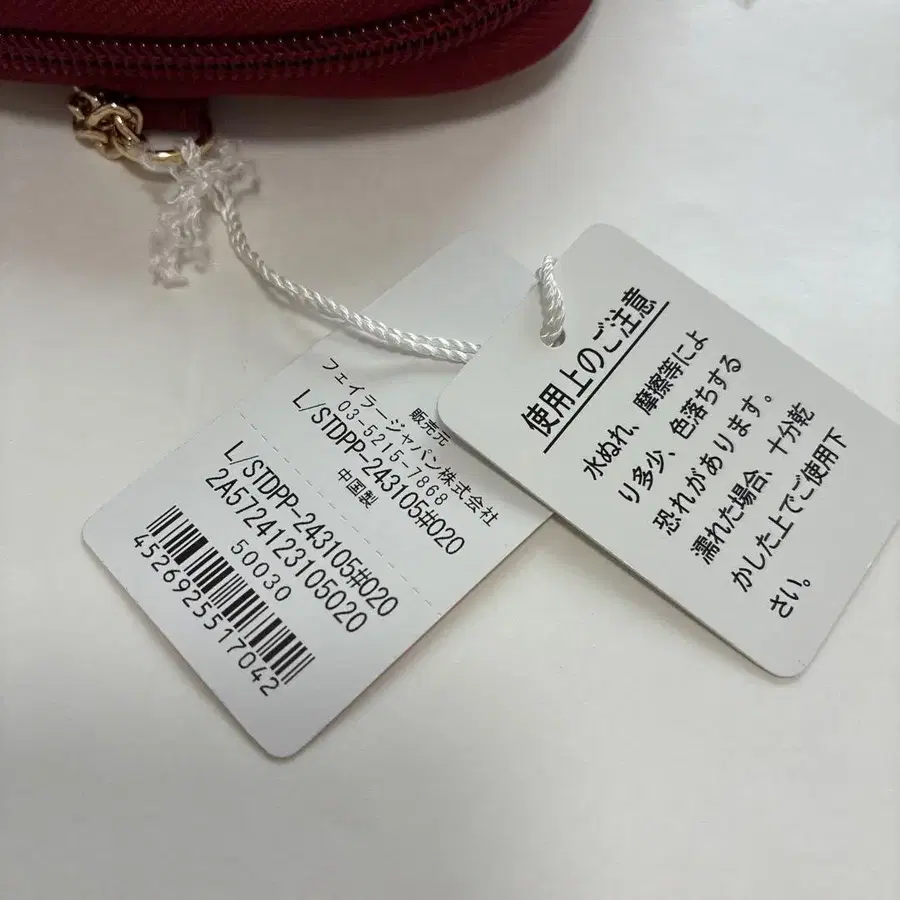 販売元
フェイラージャパン株式会社
03-5215-7868
L/STDPP-243105#020
中国製
L/STDPP-243105#020
2A5724123105020
50030
4526925517042
使用上のご注意
水ぬれ、摩擦等によ
り多少、色落ちする
恐れがあります。
濡れた場合、十分乾
かした上でご使用下
さい。